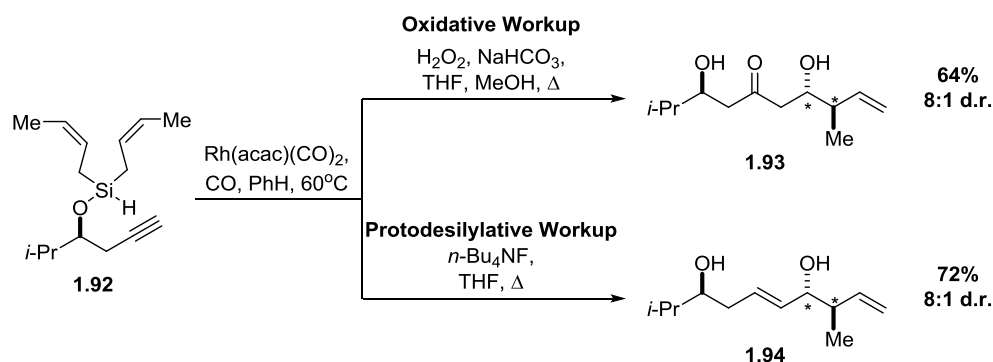 Oxidative Workup
H₂O₂, NaHCO₃,
THF, MeOH, Δ
OH O OH
i-Pr * *
Me
1.93
64%
8:1 d.r.
Me Me
Si
O H
i-Pr
1.92
Rh(acac)(CO)₂,
CO, PhH, 60°C
Protodesilylative Workup
n-Bu₄NF,
THF, Δ
OH OH
i-Pr * *
Me
1.94
72%
8:1 d.r.